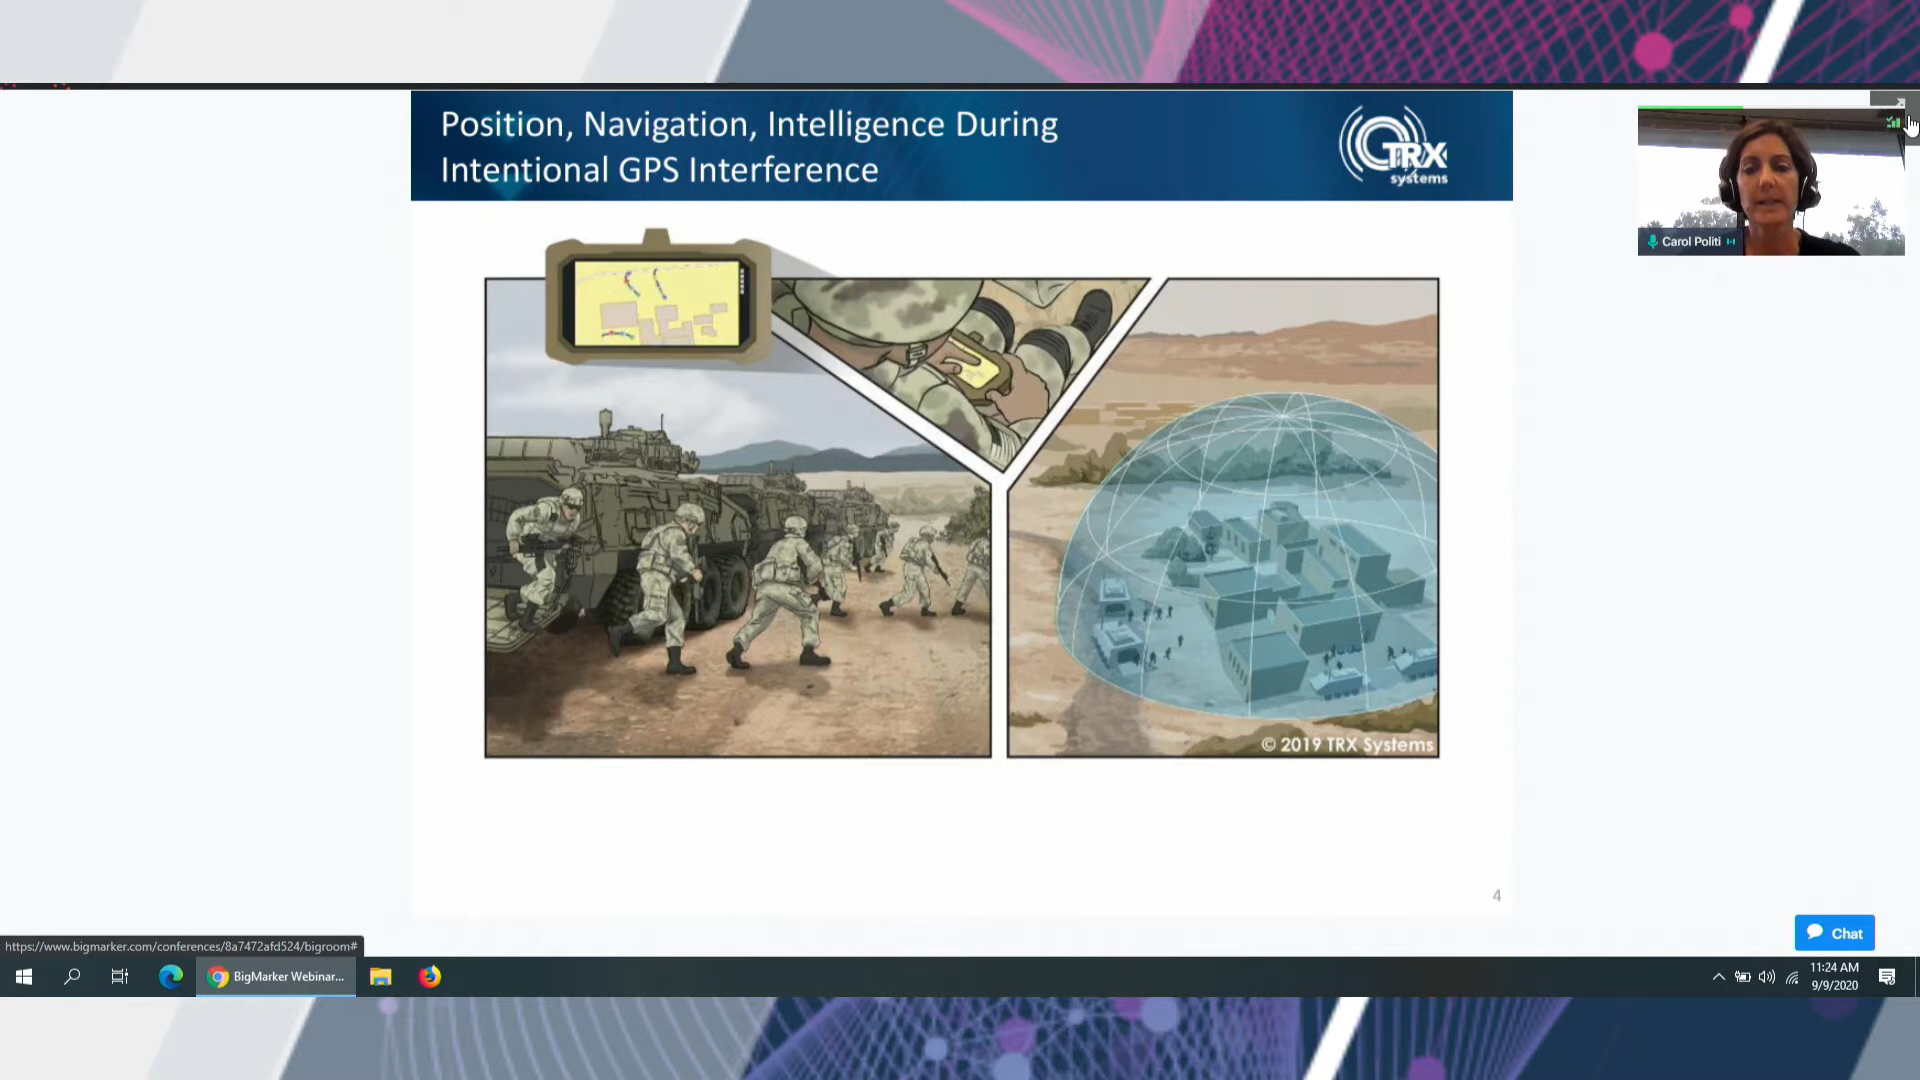 Position, Navigation, Intelligence During
Intentional GPS Interference
TRX
systems
Carol Politi
© 2019 TRX Systems
4
Chat
https://www.bigmarker.com/conferences/8a7472afd524/bigroom#
BigMarker Webinar...
11:24 AM
9/9/2020